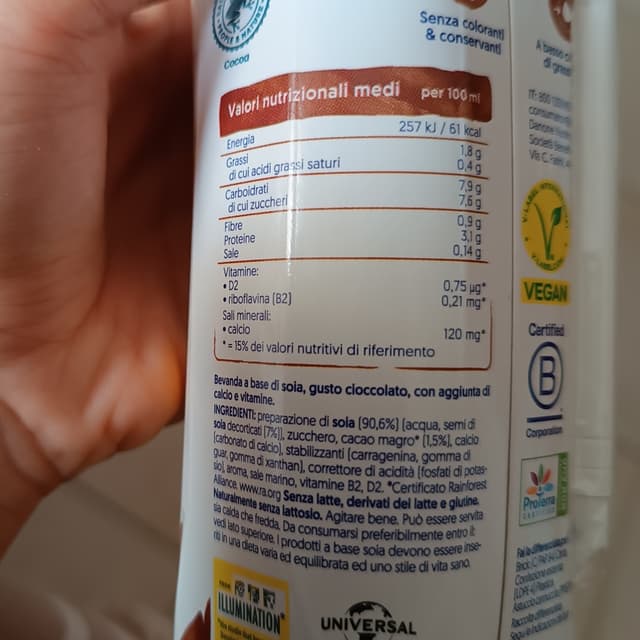 PEOPLE & NATURE
Cocoa
Senza coloranti
& conservanti
Valori nutrizionali medi per 100 ml
Energia 257 kJ / 61 kcal
Grassi 1,8 g
di cui acidi grassi saturi 0,4 g
Carboidrati 7,9 g
di cui zuccheri 7,6 g
Fibre 0,9 g
Proteine 3,1 g
Sale 0,14 g
Vitamine:
• D2 0,75 µg*
• riboflavina [B2] 0,21 mg*
Sali minerali:
• calcio 120 mg*
* = 15% dei valori nutritivi di riferimento
Bevanda a base di soia, gusto cioccolato, con aggiunta di
calcio e vitamine.
INGREDIENTI: preparazione di soia (90,6%) [acqua, semi di
soia decorticati (7%)], zucchero, cacao magro* (1,5%), calcio
[carbonato di calcio], stabilizzanti [carragenina, gomma di
guar, gomma di xanthan], correttore di acidità [fosfati di potas-
sio], aroma, sale marino, vitamine B2, D2. *Certificato Rainforest
Alliance. www.ra.org Senza latte, derivati del latte e glutine.
Naturalmente senza lattosio. Agitare bene. Può essere servita
sia calda che fredda. Da consumarsi preferibilmente entro il:
vedi lato superiore. I prodotti a base soia devono essere inse-
riti in una dieta varia ed equilibrata ed uno stile di vita sano.
ILLUMINATION
UNIVERSAL
A basso
di grassi
VEGAN
Certified
B
Corporation
ProTerra